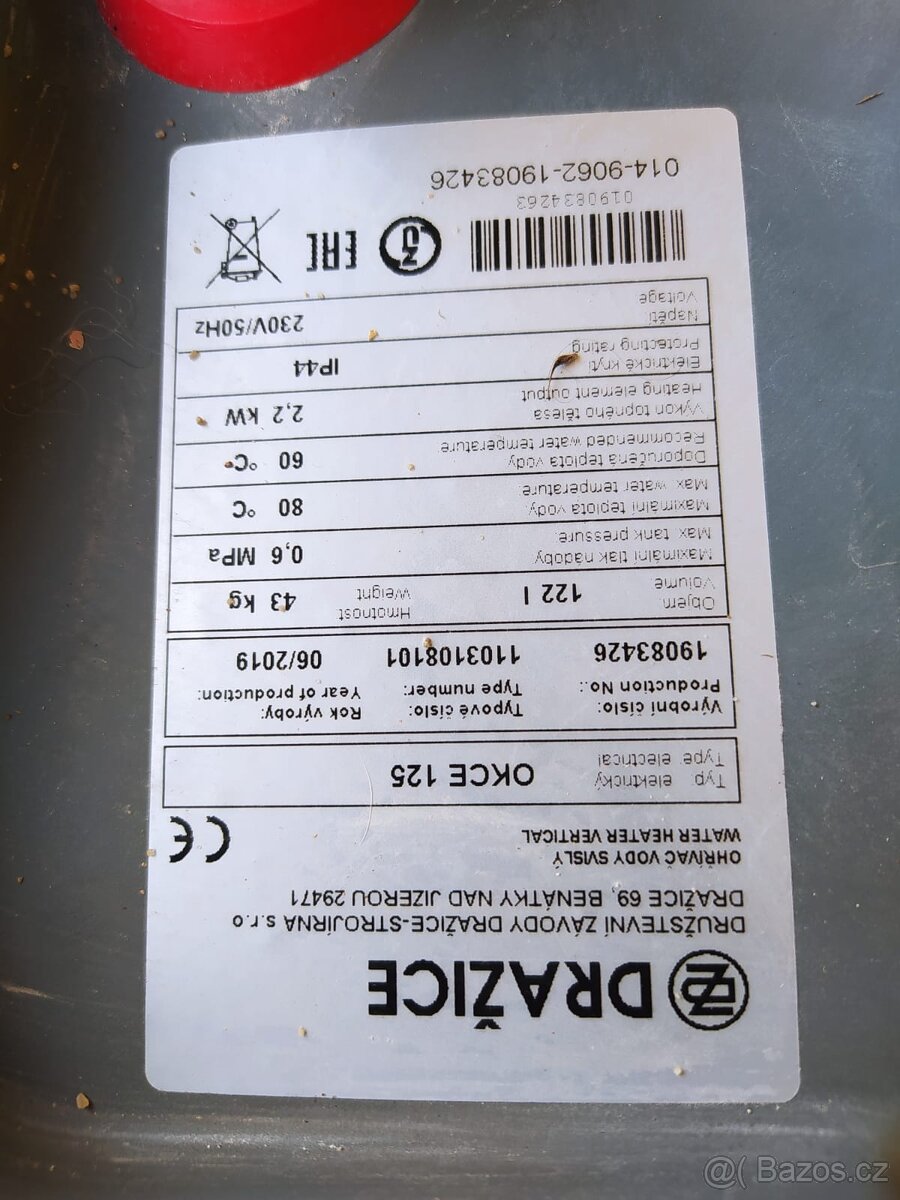 DRAŽICE
DRUŽSTEVNÍ ZÁVODY DRAŽICE-STROJÍRNA s.r.o
DRAŽICE 69, BENÁTKY NAD JIZEROU 29471
OHŘÍVAČ VODY SVISLÝ
WATER HEATER VERTICAL
CE
Typ elektrický OKCE 125
Type electrical
Výrobní číslo: Typové číslo: Rok výroby:
Production No.: Type number: Year of production:
19083426 1103108101 06/2019
Objem 122 l Hmotnost 43 kg
Volume Weight
Maximální tlak nádoby 0,6 MPa
Max. tank pressure
Maximální teplota vody 80 °C
Max. water temperature
Doporučená teplota vody 60 °C
Recommended water temperature
Výkon topného tělesa 2,2 kW
Heating element output
Elektrické krytí IP44
Protecting rating
Napětí 230V/50Hz
Voltage
EAC
0190834263
014-9062-19083426
@( Bazos.cz